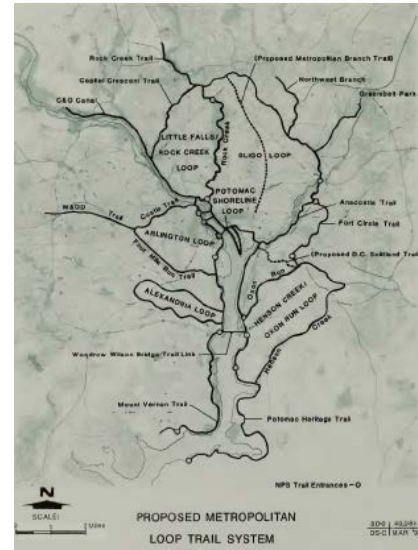 Rock Creek Trail
(Proposed Metropolitan
Branch Trail)
Capital Crescent Trail
Northwest Branch
Greenbelt Park
C&O Canal
LITTLE FALLS/
ROCK CREEK
LOOP
Rock Creek
SLIGO LOOP
POTOMAC
SHORELINE
LOOP
Anacostia Trail
Fort Circle Trail
W&OD Trail
Custis Trail
ARLINGTON LOOP
Four Mile Run Trail
(Proposed D.C. Suitland Trail)
Oxon Run
ALEXANDRIA LOOP
HENSON CREEK/
OXON RUN LOOP
Henson Creek
Woodrow Wilson Bridge Trail Link
Mount Vernon Trail
Potomac Heritage Trail
NPS Trail Entrances -O
N
SCALE:
PROPOSED METROPOLITAN
LOOP TRAIL SYSTEM